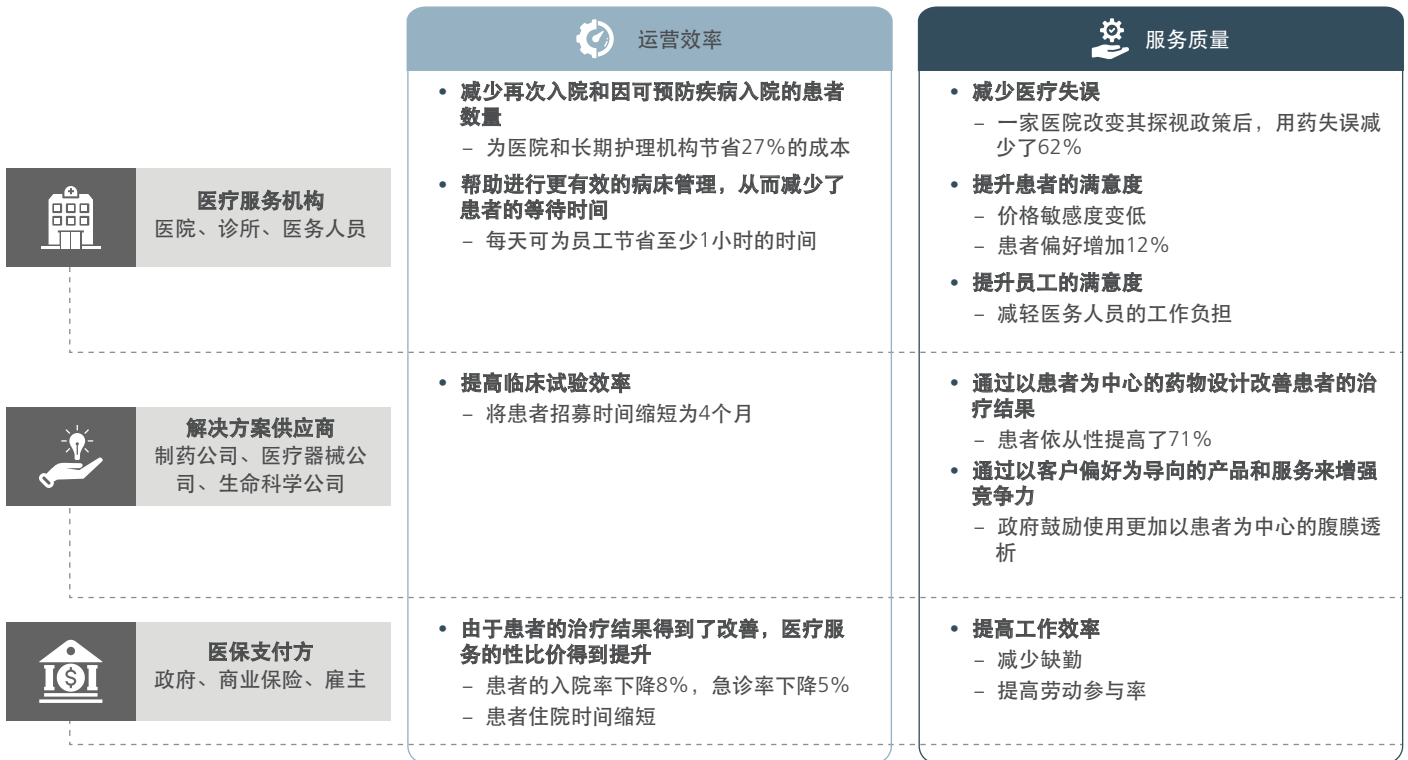 运营效率
服务质量
医疗服务机构
医院、诊所、医务人员
• 减少再次入院和因可预防疾病入院的患者
数量
– 为医院和长期护理机构节省27%的成本
• 帮助进行更有效的病床管理，从而减少了
患者的等待时间
– 每天可为员工节省至少1小时的时间
• 减少医疗失误
– 一家医院改变其探视政策后，用药失误减
少了62%
• 提升患者的满意度
– 价格敏感度变低
– 患者偏好增加12%
• 提升员工的满意度
– 减轻医务人员的工作负担
解决方案供应商
制药公司、医疗器械公
司、生命科学公司
• 提高临床试验效率
– 将患者招募时间缩短为4个月
• 通过以患者为中心的药物设计改善患者的治
疗结果
– 患者依从性提高了71%
• 通过以客户偏好为导向的产品和服务来增强
竞争力
– 政府鼓励使用更加以患者为中心的腹膜透
析
医保支付方
政府、商业保险、雇主
• 由于患者的治疗结果得到了改善，医疗服
务的性比价得到提升
– 患者的入院率下降8%，急诊率下降5%
– 患者住院时间缩短
• 提高工作效率
– 减少缺勤
– 提高劳动参与率